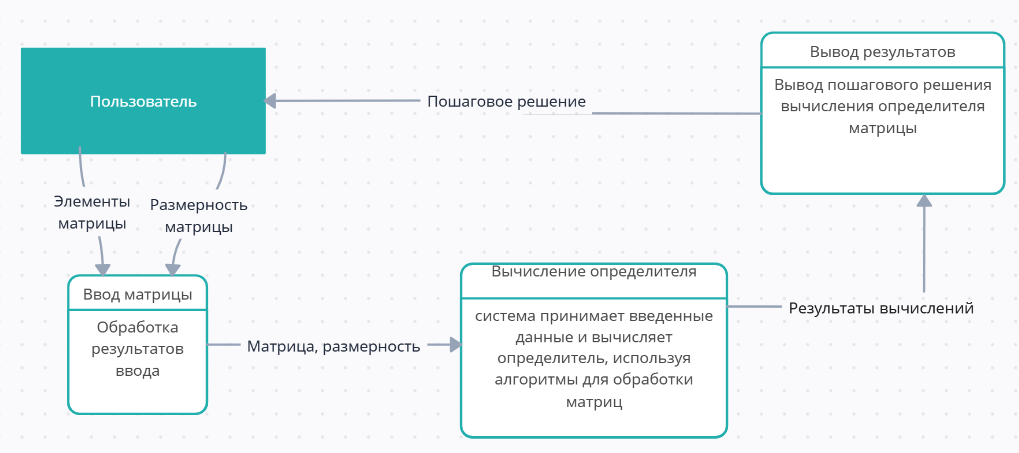 Пользователь
Пошаговое решение
Вывод результатов
Вывод пошагового решения
вычисления определителя
матрицы
Элементы
матрицы
Размерность
матрицы
Ввод матрицы
Обработка
результатов
ввода
Матрица, размерность
Вычисление определителя
система принимает введенные
данные и вычисляет
определитель, используя
алгоритмы для обработки
матриц
Результаты вычислений